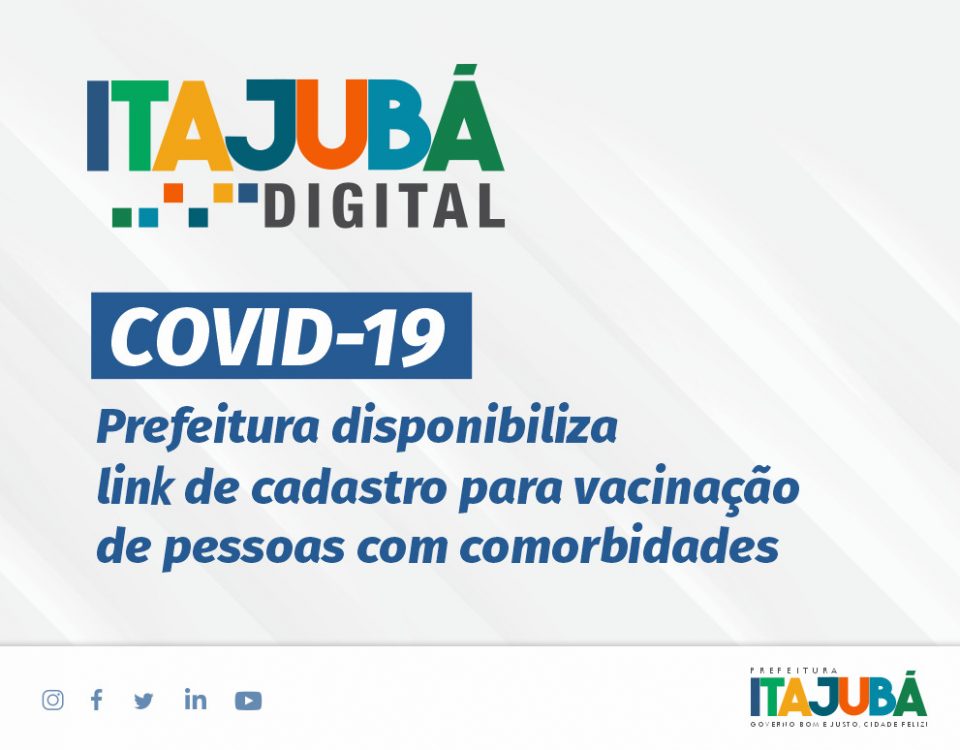 ITAJUBÁ
DIGITAL
COVID-19
Prefeitura disponibiliza
link de cadastro para vacinação
de pessoas com comorbidades
PREFEITURA
ITAJUBÁ
GOVERNO BOM E JUSTO, CIDADE FELIZ!